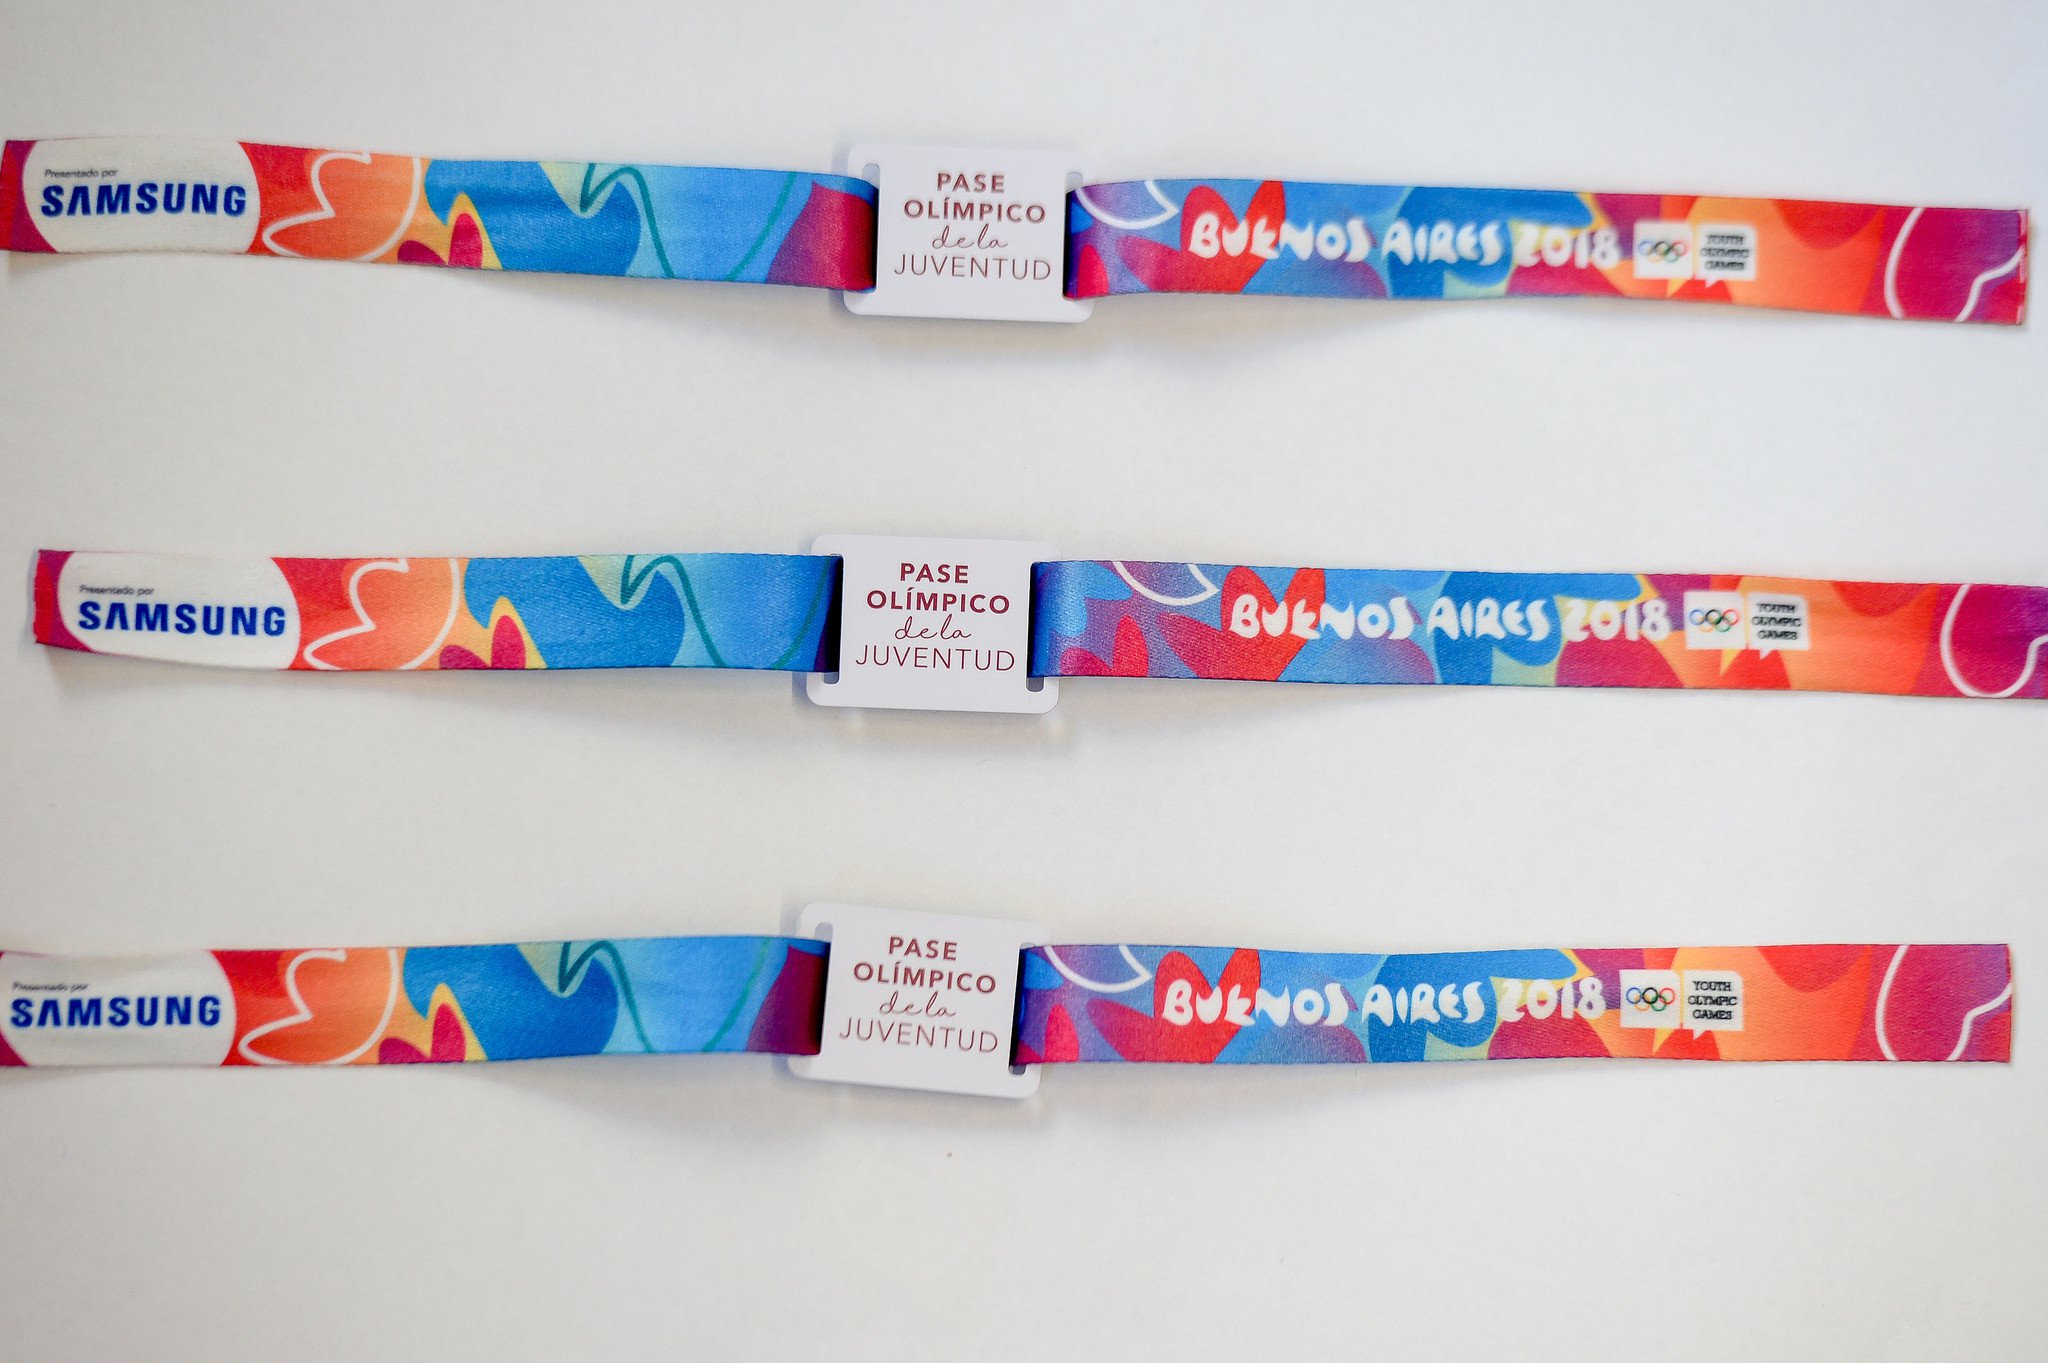 Presentado por
SAMSUNG
PASE
OLÍMPICO
de la
JUVENTUD
BUENOS AIRES 2018
YOUTH
OLYMPIC
GAMES
Presentado por
SAMSUNG
PASE
OLÍMPICO
de la
JUVENTUD
BUENOS AIRES 2018
YOUTH
OLYMPIC
GAMES
Presentado por
SAMSUNG
PASE
OLÍMPICO
de la
JUVENTUD
BUENOS AIRES 2018
YOUTH
OLYMPIC
GAMES